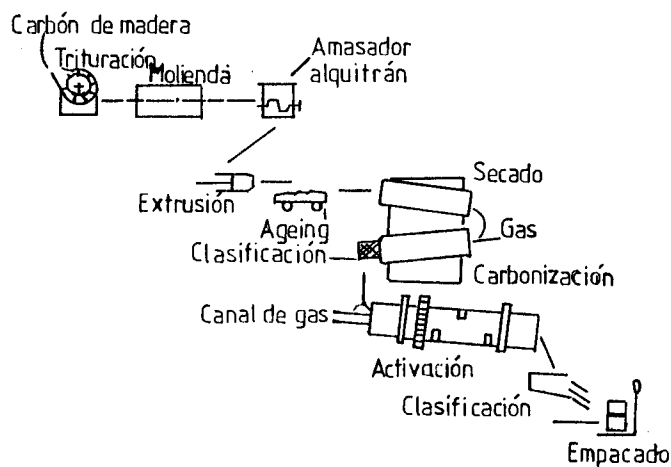 Carbón de madera
Trituración
Molienda
Amasador
alquitrán
Extrusión
Ageing
Secado
Gas
Clasificación
Carbonización
Canal de gas
Activación
Clasificación
Empacado